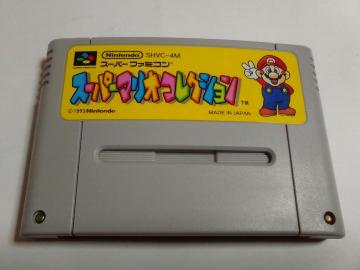 Nintendo SHVC-4M
スーパーファミコン
スーパーマリオコレクション
TM
©1993 Nintendo
MADE IN JAPAN